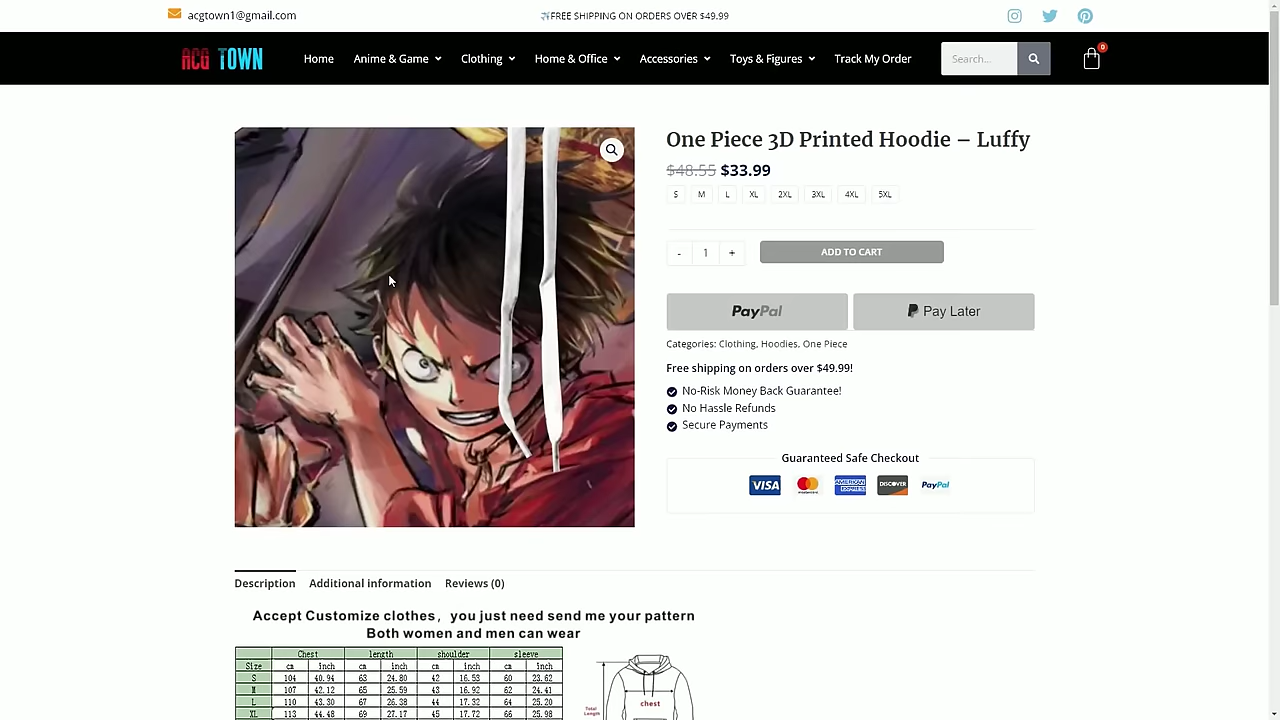 acgtown1@gmail.com
✈FREE SHIPPING ON ORDERS OVER $49.99
ACG TOWN
Home
Anime & Game
Clothing
Home & Office
Accessories
Toys & Figures
Track My Order
Search...
0
One Piece 3D Printed Hoodie – Luffy
$48.55 $33.99
S M L XL 2XL 3XL 4XL 5XL
- 1 +
ADD TO CART
PayPal
Pay Later
Categories: Clothing, Hoodies, One Piece
Free shipping on orders over $49.99!
No-Risk Money Back Guarantee!
No Hassle Refunds
Secure Payments
Guaranteed Safe Checkout
VISA mastercard AMERICAN EXPRESS DISCOVER PayPal
Description
Additional information
Reviews (0)
Accept Customize clothes, you just need send me your pattern
Both women and men can wear
Chest length shoulder sleeve
Size cm inch cm inch cm inch cm inch
S 104 40.94 63 24.80 42 16.53 60 23.62
M 107 42.12 65 25.59 43 16.92 62 24.41
L 110 43.30 67 26.38 44 17.32 64 25.20
XL 113 44.48 69 27.17 45 17.72 66 25.98
chest
Total
Length